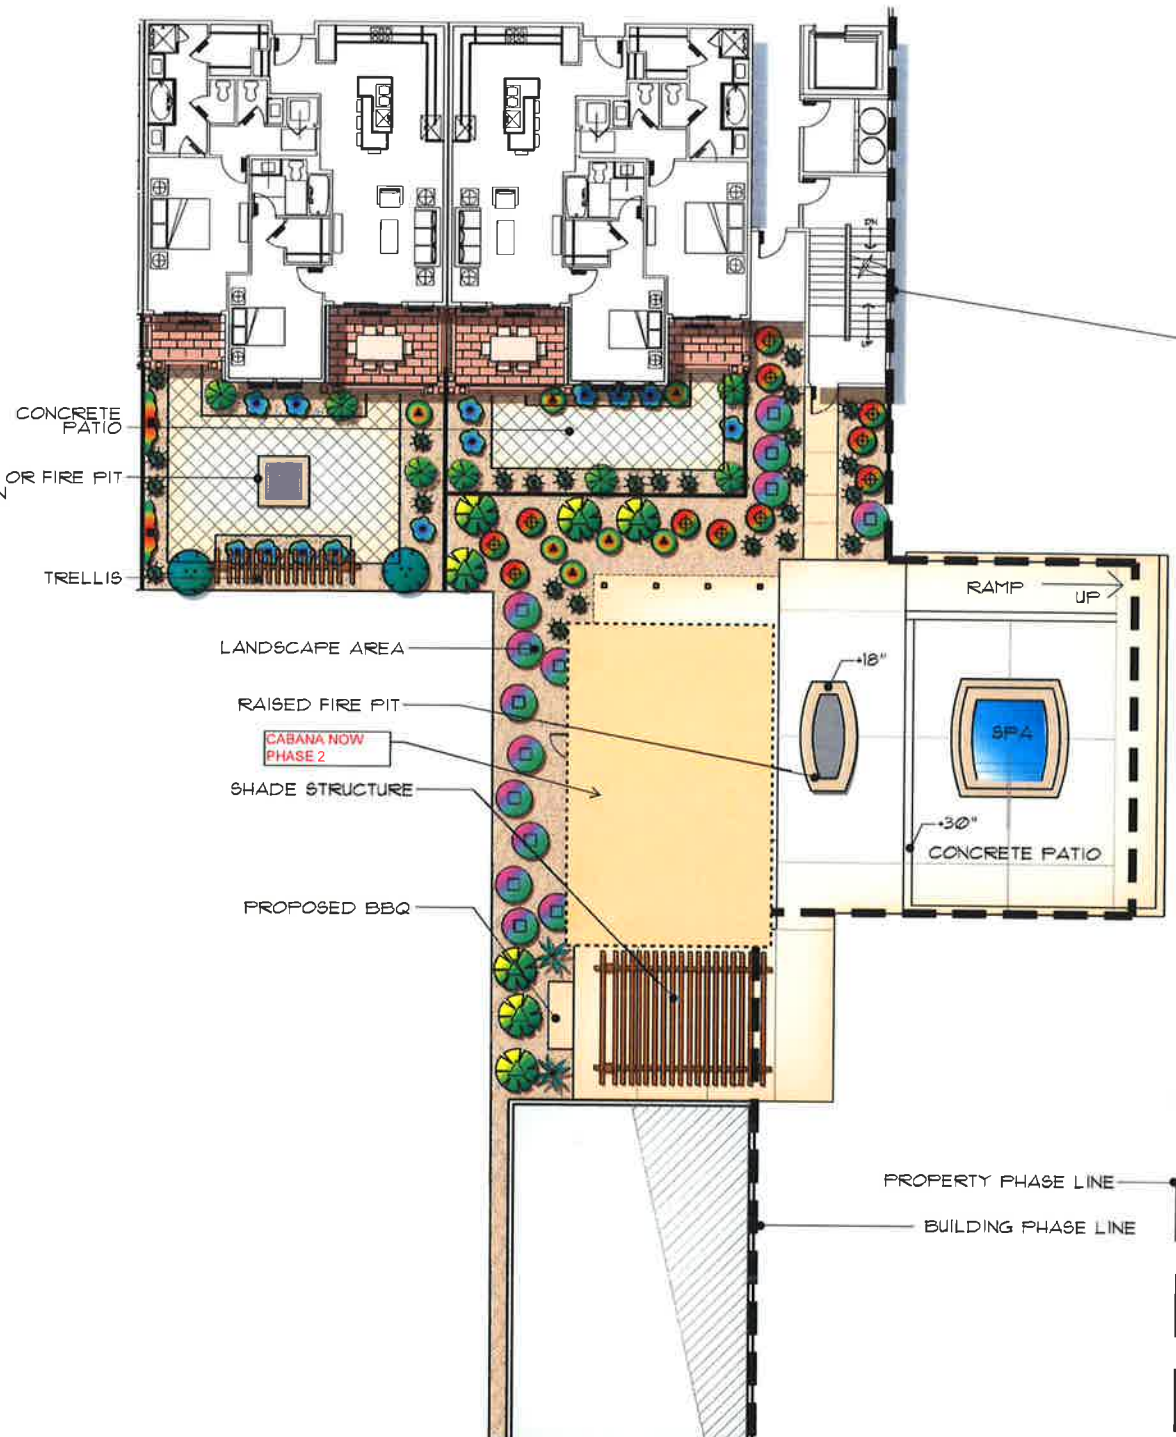 DN
UP
CONCRETE
PATIO
OR FIRE PIT
TRELLIS
RAMP
UP
LANDSCAPE AREA
+18"
RAISED FIRE PIT
CABANA NOW
PHASE 2
SPA
SHADE STRUCTURE
+30"
CONCRETE PATIO
PROPOSED BBQ
PROPERTY PHASE LINE
BUILDING PHASE LINE